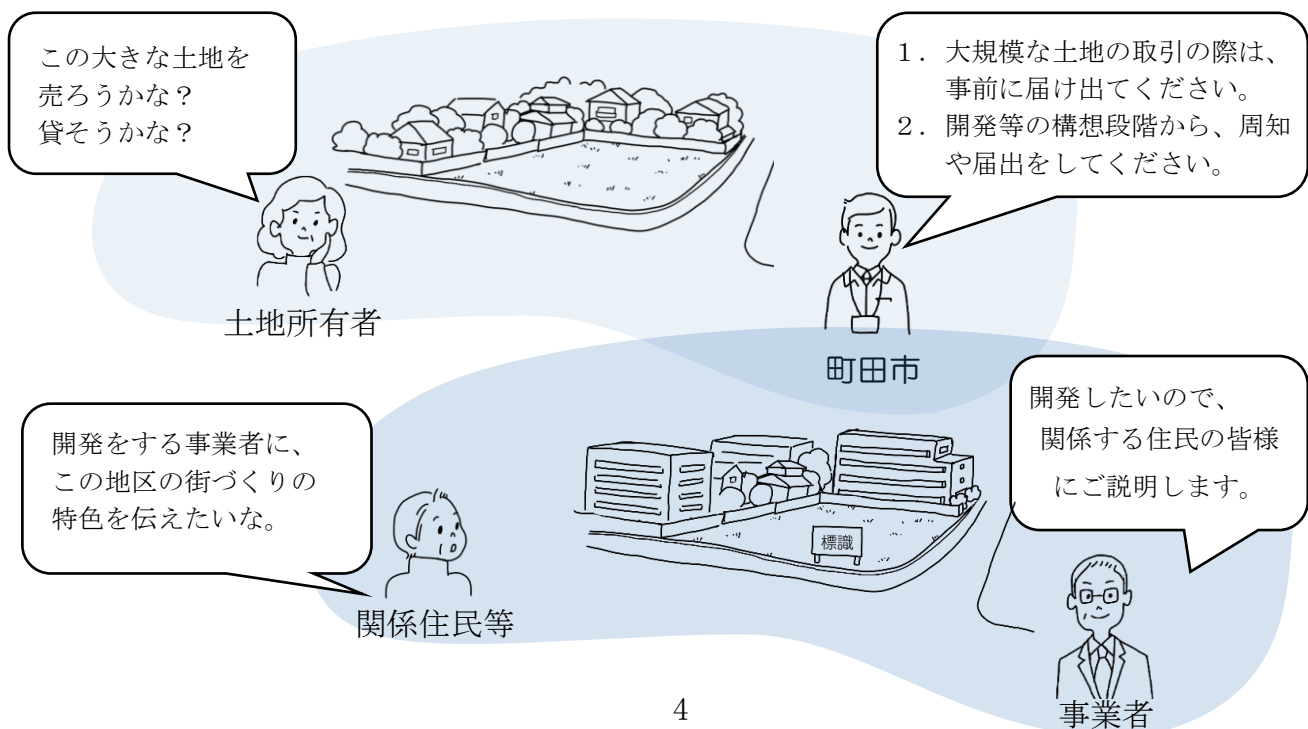 この大きな土地を
売ろうかな？
貸そうかな？
土地所有者
１．大規模な土地の取引の際は、
事前に届け出てください。
２．開発等の構想段階から、周知
や届出をしてください。
町田市
開発をする事業者に、
この地区の街づくりの
特色を伝えたいな。
関係住民等
標識
開発したいので、
関係する住民の皆様
にご説明します。
事業者
4